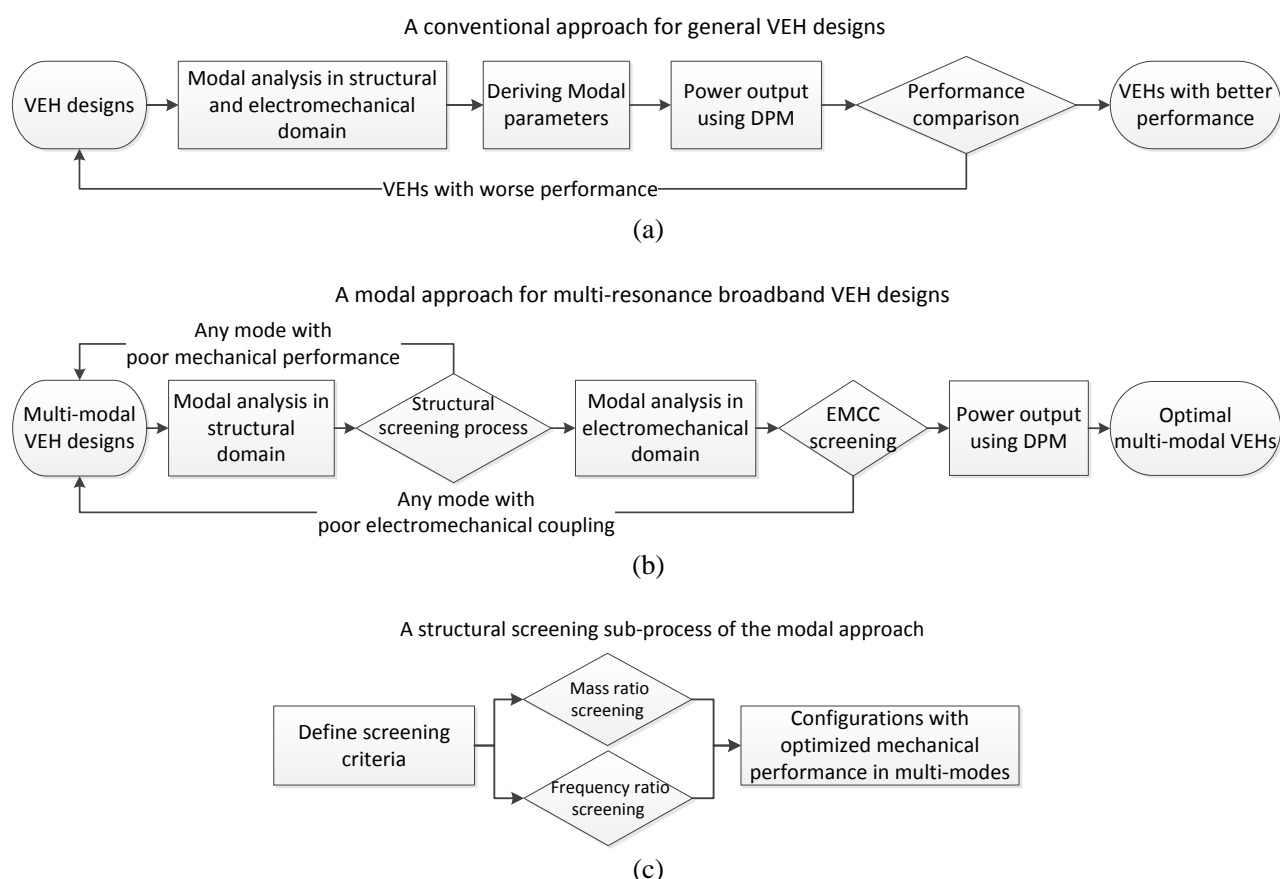 A conventional approach for general VEH designs
VEH designs
Modal analysis in structural
and electromechanical
domain
Deriving Modal
parameters
Power output
using DPM
Performance
comparison
VEHs with better
performance
VEHs with worse performance
(a)
A modal approach for multi-resonance broadband VEH designs
Any mode with
poor mechanical performance
Multi-modal
VEH designs
Modal analysis in
structural
domain
Structural
screening process
Modal analysis in
electromechanical
domain
EMCC
screening
Power output
using DPM
Optimal
multi-modal VEHs
Any mode with
poor electromechanical coupling
(b)
A structural screening sub-process of the modal approach
Define screening
criteria
Mass ratio
screening
Frequency ratio
screening
Configurations with
optimized mechanical
performance in multi-modes
(c)